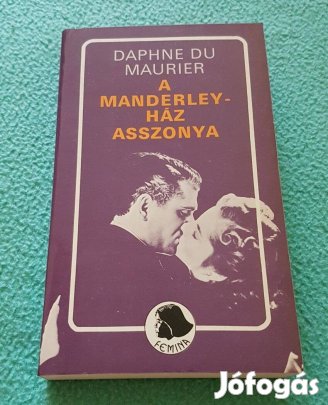 DAPHNE DU
MAURIER
A
MANDERLEY-
HÁZ
ASSZONYA
FEMINA
Jófogás